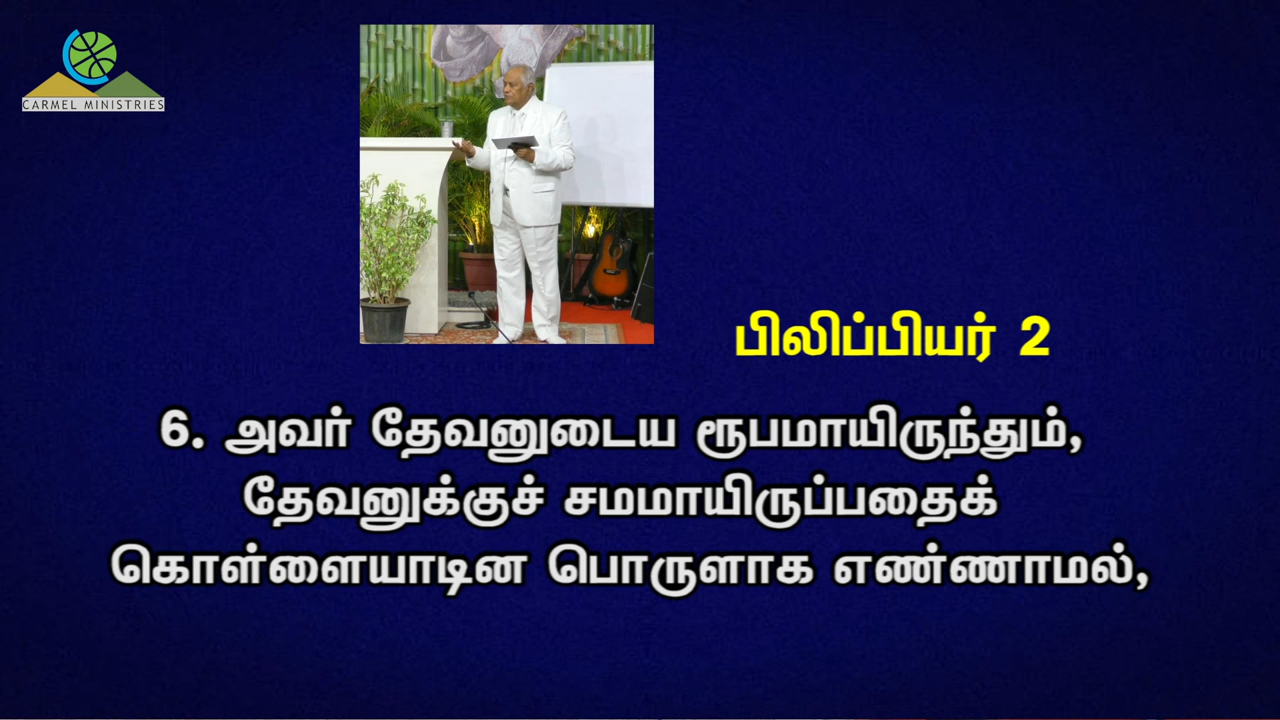 CARMEL MINISTRIES
பிலிப்பியர் 2
6. அவர் தேவனுடைய ரூபமாயிருந்தும்,
தேவனுக்குச் சமமாயிருப்பதைக்
கொள்ளையாடின பொருளாக எண்ணாமல்,